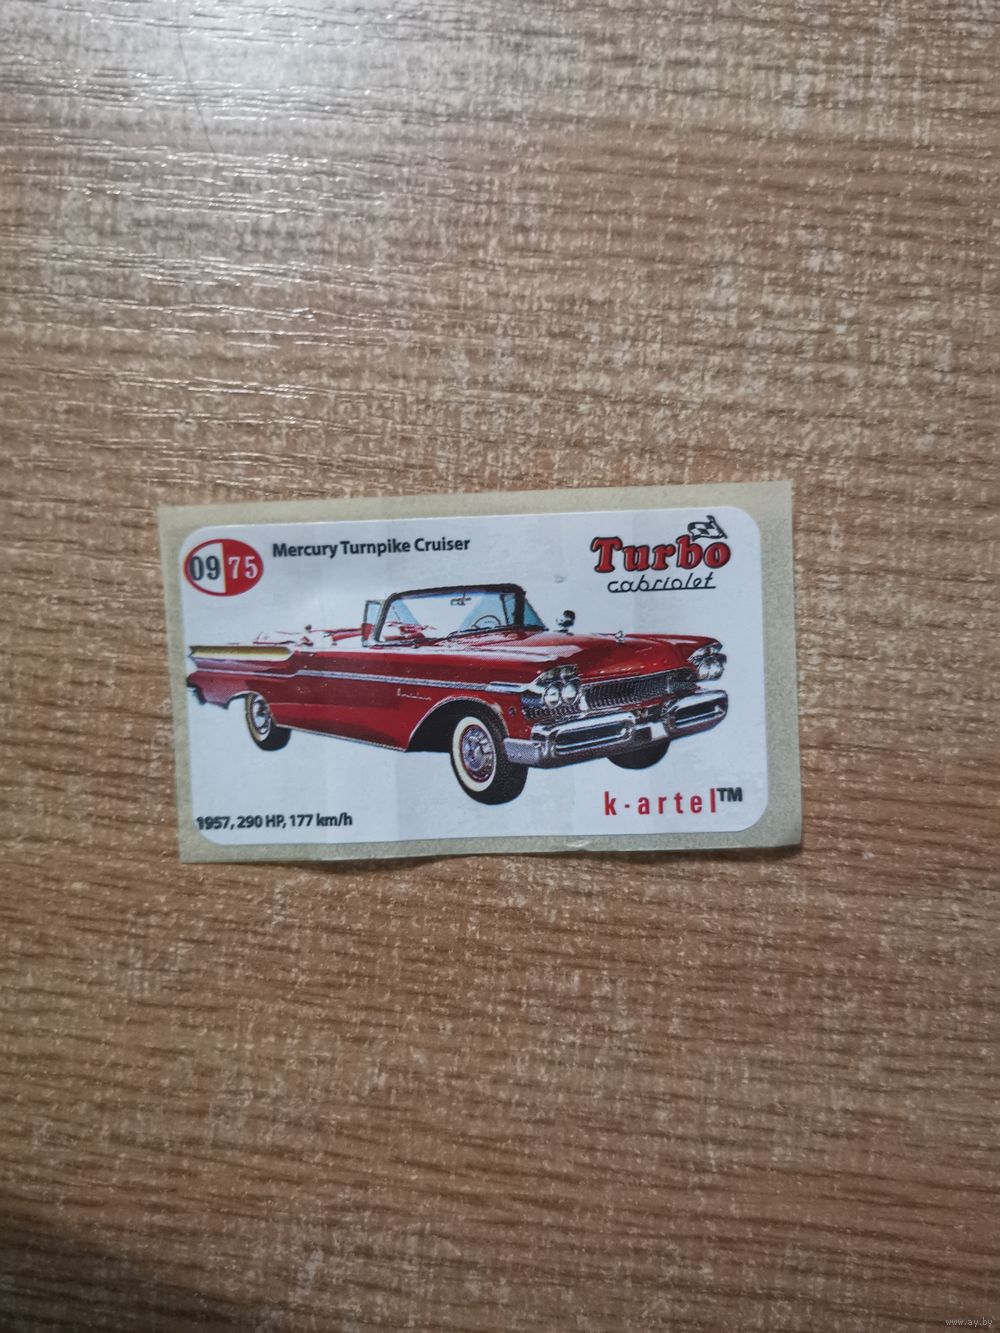 09 75
Mercury Turnpike Cruiser
Turbo
cabriolet
k·artel™
1957, 290 HP, 177 km/h
www.ay.by